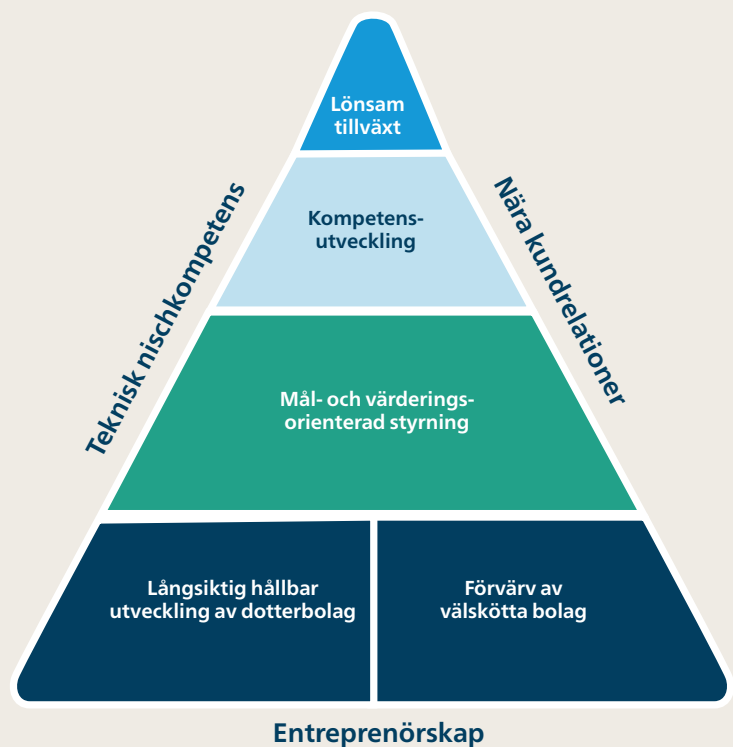 Lönsam
tillväxt
Teknisk nischkompetens
Nära kundrelationer
Kompetens-
utveckling
Mål- och värderings-
orienterad styrning
Långsiktig hållbar
utveckling av dotterbolag
Förvärv av
välskötta bolag
Entreprenörskap